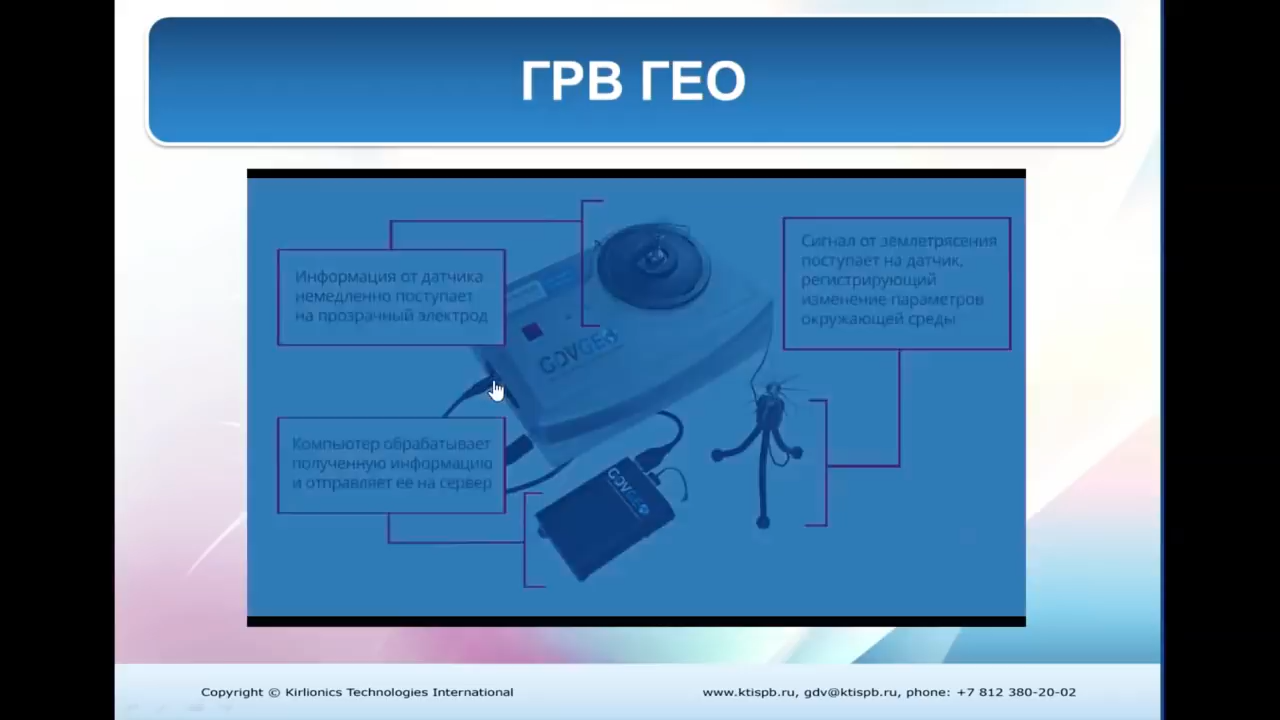 ГРВ ГЕО
Информация от датчика
немедленно поступает
на прозрачный электрод
Сигнал от землетрясения
поступает на датчик,
регистрирующий
изменение параметров
окружающей среды
GDVGEO
Компьютер обрабатывает
полученную информацию
и отправляет ее на сервер
GDVGEO
Copyright © Kirlionics Technologies International
www.ktispb.ru, gdv@ktispb.ru, phone: +7 812 380-20-02